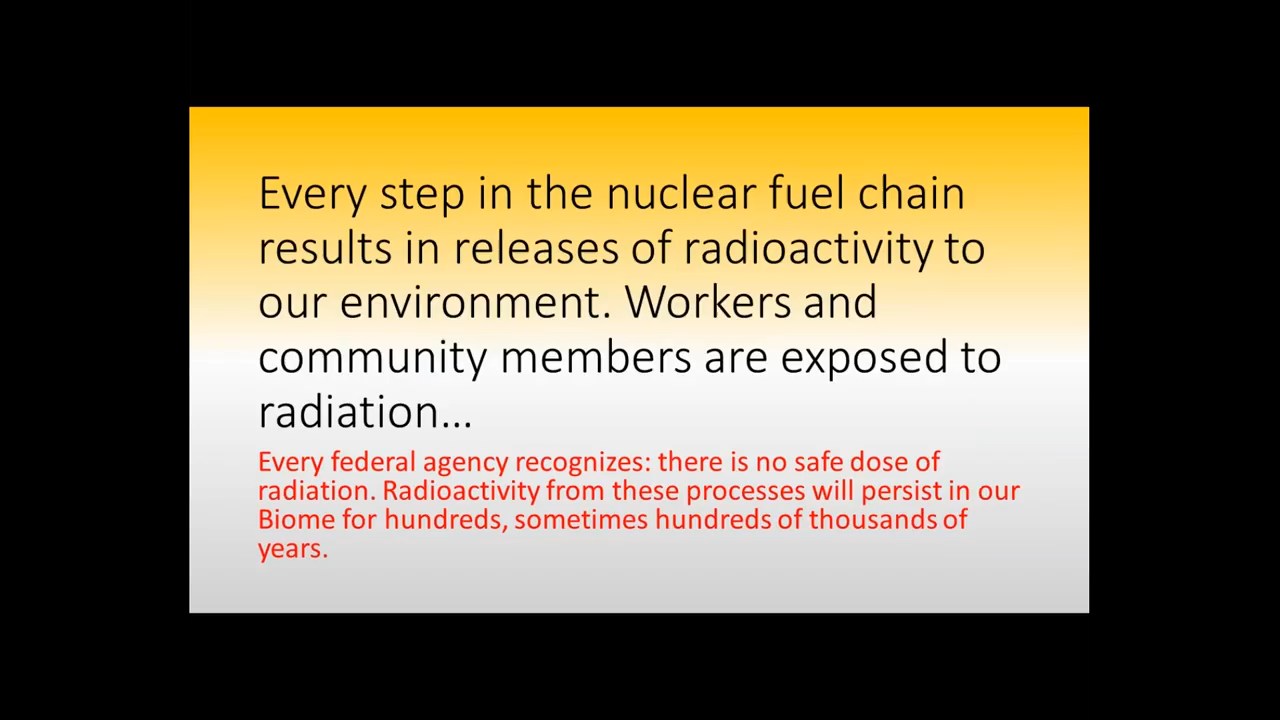 Every step in the nuclear fuel chain
results in releases of radioactivity to
our environment. Workers and
community members are exposed to
radiation...
Every federal agency recognizes: there is no safe dose of
radiation. Radioactivity from these processes will persist in our
Biome for hundreds, sometimes hundreds of thousands of
years.